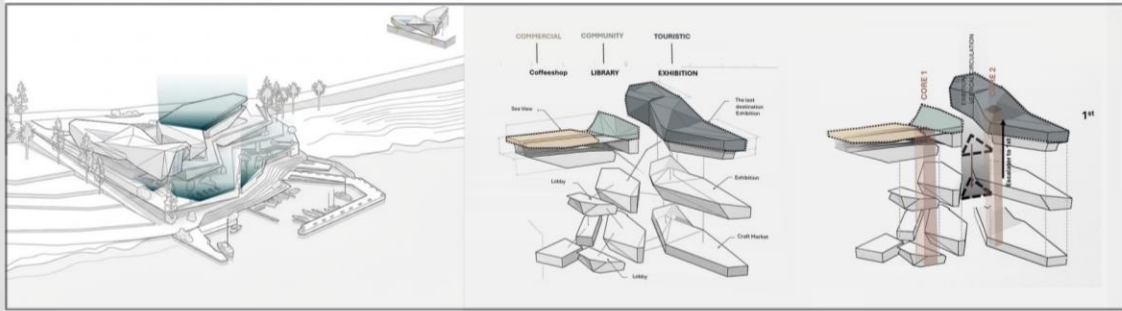 COMMERCIAL COMMUNITY TOURISTIC
Coffeeshop LIBRARY EXHIBITION
Sea View
The last
destination
Exhibition
Lobby
Exhibition
Craft Market
Lobby
CORE 1
CORE 2
1st